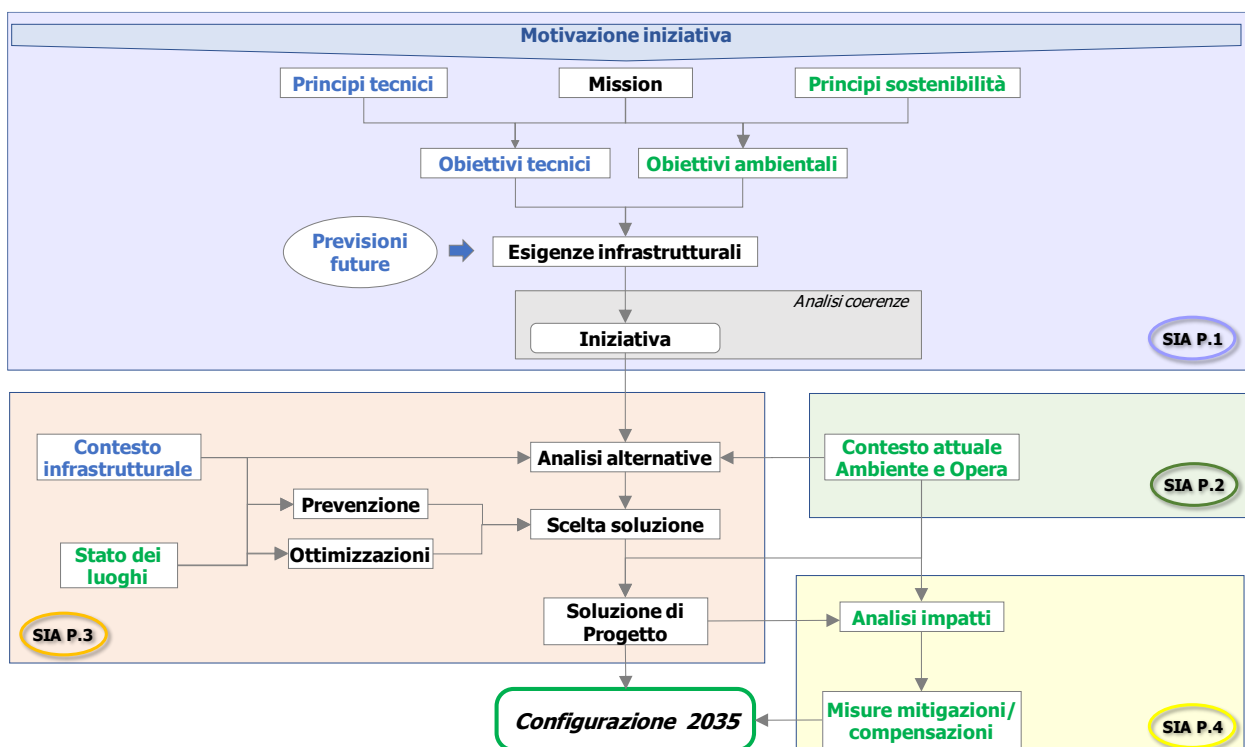 Motivazione iniziativa
Principi tecnici
Mission
Principi sostenibilità
Obiettivi tecnici
Obiettivi ambientali
Previsioni
future
Esigenze infrastrutturali
Analisi coerenze
Iniziativa
SIA P.1
Contesto
infrastrutturale
Analisi alternative
Contesto attuale
Ambiente e Opera
SIA P.2
Prevenzione
Scelta soluzione
Stato dei
luoghi
Ottimizzazioni
Soluzione di
Progetto
Analisi impatti
SIA P.3
Configurazione 2035
Misure mitigazioni/
compensazioni
SIA P.4